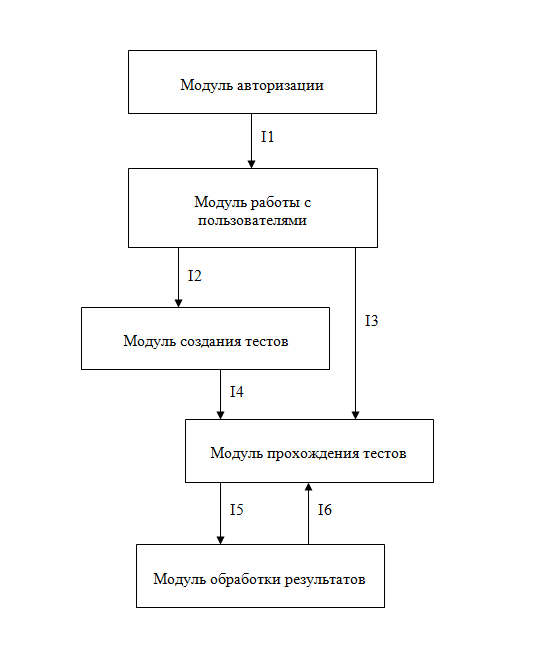 Модуль авторизации
I1
Модуль работы с
пользователями
I2
I3
Модуль создания тестов
I4
Модуль прохождения тестов
I5
I6
Модуль обработки результатов